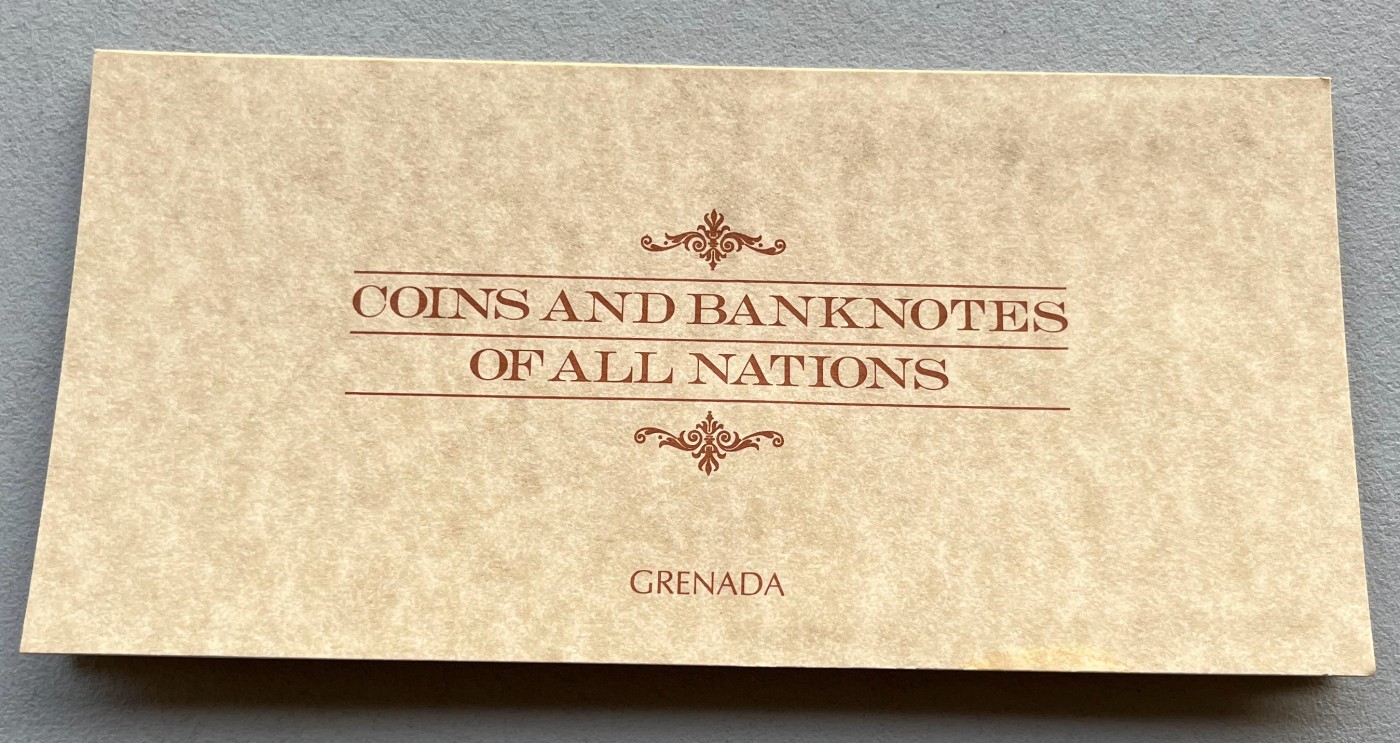 COINS AND BANKNOTES
OF ALL NATIONS
GRENADA